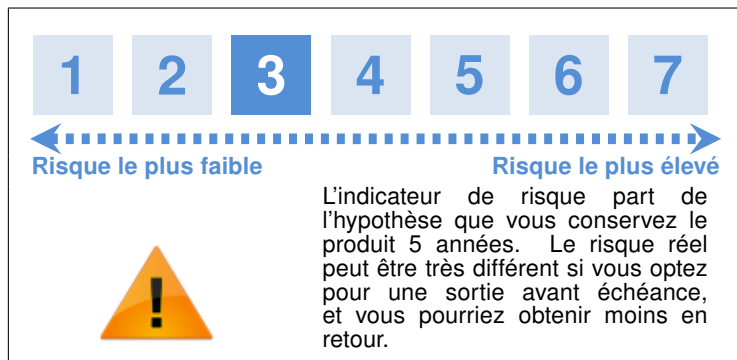 1 2 3 4 5 6 7
Risque le plus faible Risque le plus élevé
L'indicateur de risque part de
l'hypothèse que vous conservez le
produit 5 années. Le risque réel
peut être très différent si vous optez
pour une sortie avant échéance,
et vous pourriez obtenir moins en
retour.